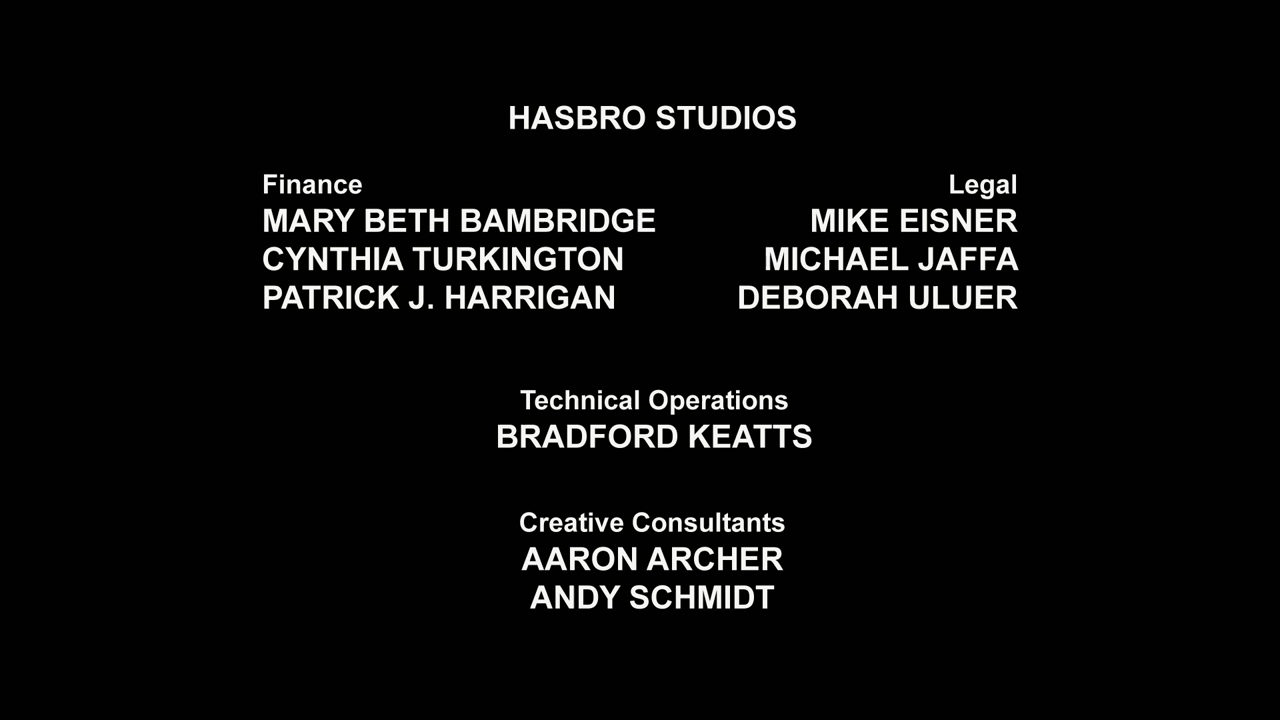 HASBRO STUDIOS
Finance
MARY BETH BAMBRIDGE
CYNTHIA TURKINGTON
PATRICK J. HARRIGAN
Legal
MIKE EISNER
MICHAEL JAFFA
DEBORAH ULUER
Technical Operations
BRADFORD KEATTS
Creative Consultants
AARON ARCHER
ANDY SCHMIDT